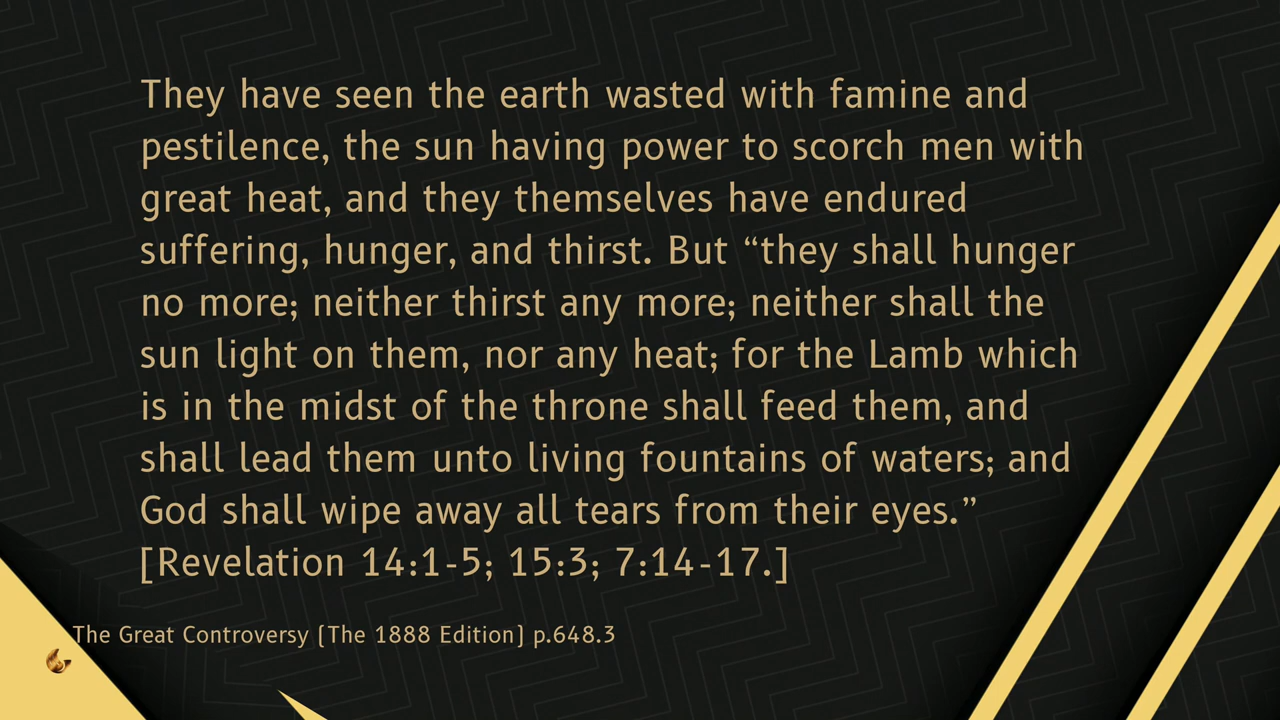 They have seen the earth wasted with famine and
pestilence, the sun having power to scorch men with
great heat, and they themselves have endured
suffering, hunger, and thirst. But “they shall hunger
no more; neither thirst any more; neither shall the
sun light on them, nor any heat; for the Lamb which
is in the midst of the throne shall feed them, and
shall lead them unto living fountains of waters; and
God shall wipe away all tears from their eyes.”
[Revelation 14:1-5; 15:3; 7:14-17.]
The Great Controversy [The 1888 Edition] p.648.3